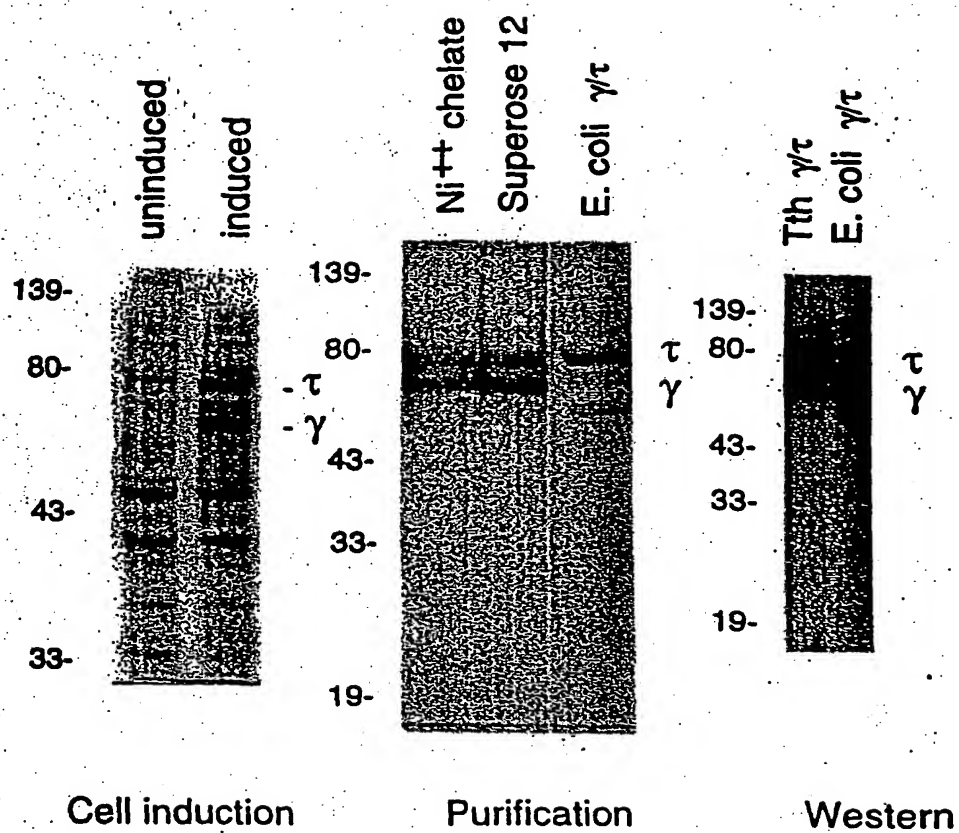 uninduced
induced
139-
80-
43-
33-
- τ
- γ
Cell induction
Ni++ chelate
Superose 12
E. coli γ/τ
139-
80-
43-
33-
19-
τ
γ
Purification
Tth γ/τ
E. coli γ/τ
139-
80-
43-
33-
19-
τ
γ
Western